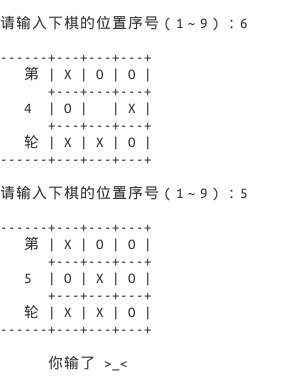 请输入下棋的位置序号(1~9):6
------+---+---+---+
第 | X | O | O |
+---+---+---+
4 | O |   | X |
+---+---+---+
轮 | X | X | O |
------+---+---+---+
请输入下棋的位置序号(1~9):5
------+---+---+---+
第 | X | O | O |
+---+---+---+
5 | O | X | O |
+---+---+---+
轮 | X | X | O |
------+---+---+---+
你输了 >_<